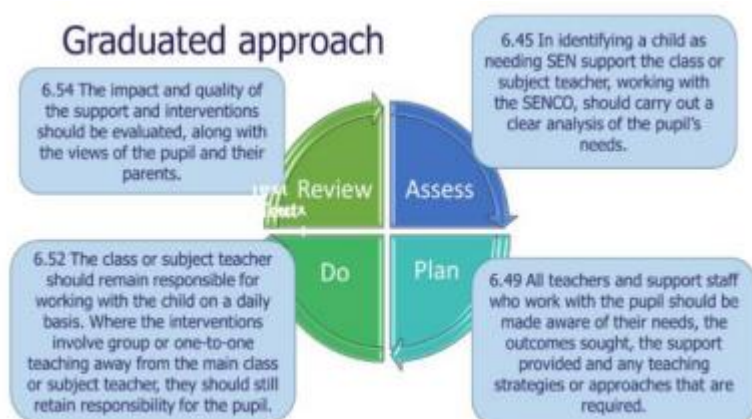 Graduated approach
6.54 The impact and quality of
the support and interventions
should be evaluated, along with
the views of the pupil and their
parents.
6.45 In identifying a child as
needing SEN support the class or
subject teacher, working with
the SENCO, should carry out a
clear analysis of the pupil's
needs.
Review
Assess
Do
Plan
6.52 The class or subject teacher
should remain responsible for
working with the child on a daily
basis. Where the interventions
involve group or one-to-one
teaching away from the main class
or subject teacher, they should still
retain responsibility for the pupil.
6.49 All teachers and support staff
who work with the pupil should be
made aware of their needs, the
outcomes sought, the support
provided and any teaching
strategies or approaches that are
required.